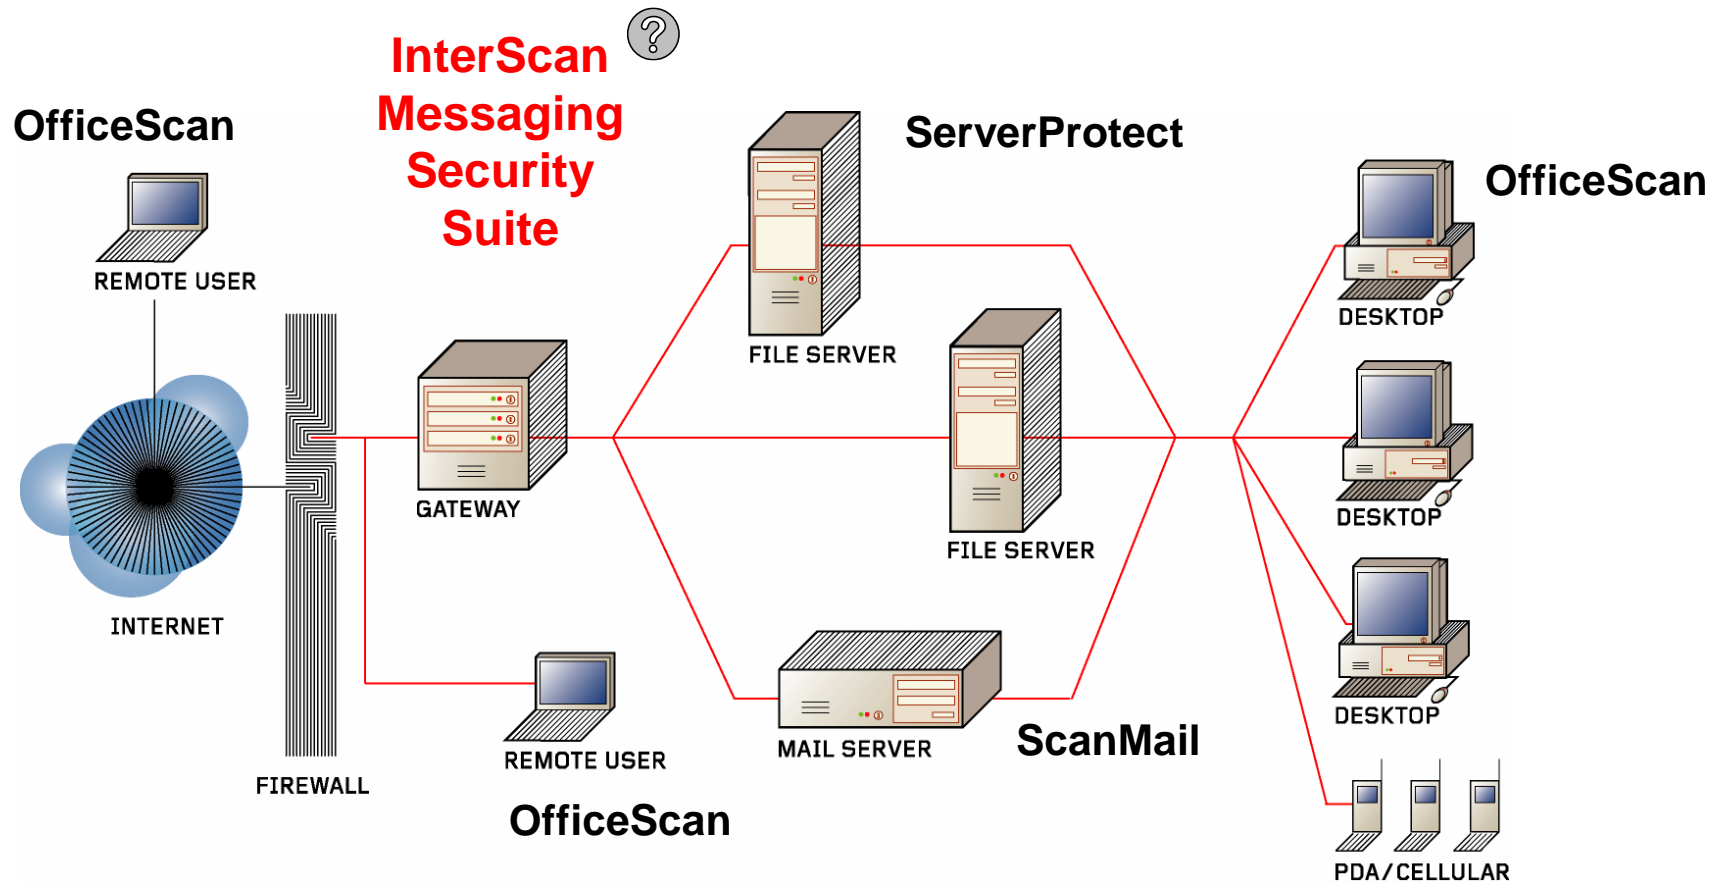 InterScan
Messaging
Security
Suite
?
OfficeScan
REMOTE USER
ServerProtect
OfficeScan
FILE SERVER
DESKTOP
GATEWAY
FILE SERVER
DESKTOP
INTERNET
FIREWALL
REMOTE USER
OfficeScan
MAIL SERVER
ScanMail
DESKTOP
PDA/CELLULAR